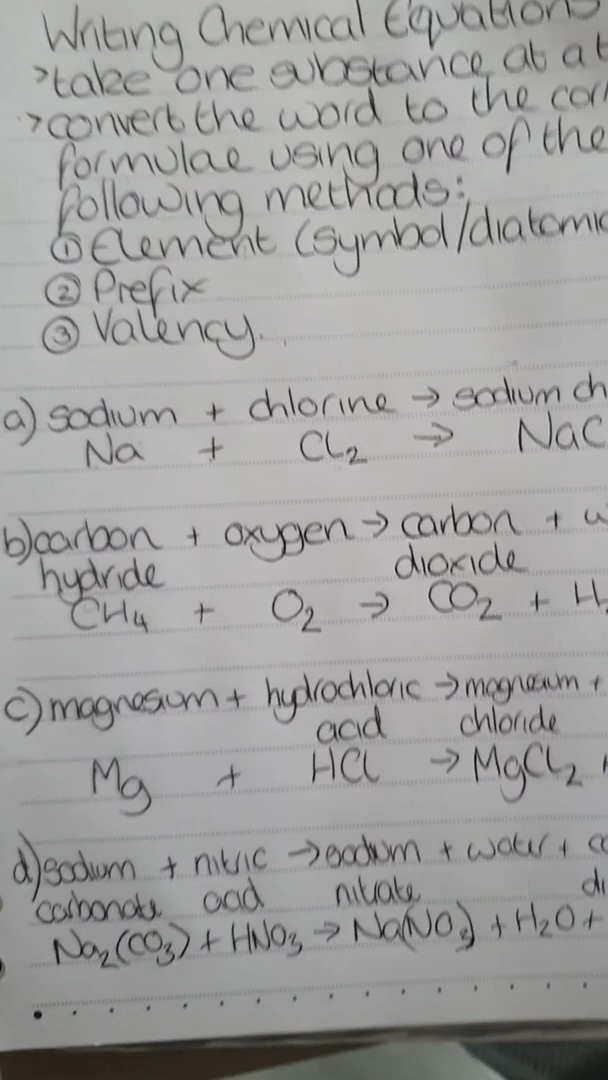 Writing Chemical Equations
>take one substance at a t
>convert the word to the corr
formulae using one of the
following methods:
① Element (symbol/diatomic
② Prefix
③ Valency.
a) sodium + chlorine → sodium ch
Na + Cl₂ → NaC
b) carbon + oxygen → carbon + w
hydride dioxide
CH₄ + O₂ → CO₂ + H₂
c) magnesium + hydrochloric → magnesium +
acid chloride
Mg + HCl → MgCl₂
d) sodium + nitric → sodium + water + c
carbonate acid nitrate di
Na₂(CO₃) + HNO₃ → Na(NO₃) + H₂O +